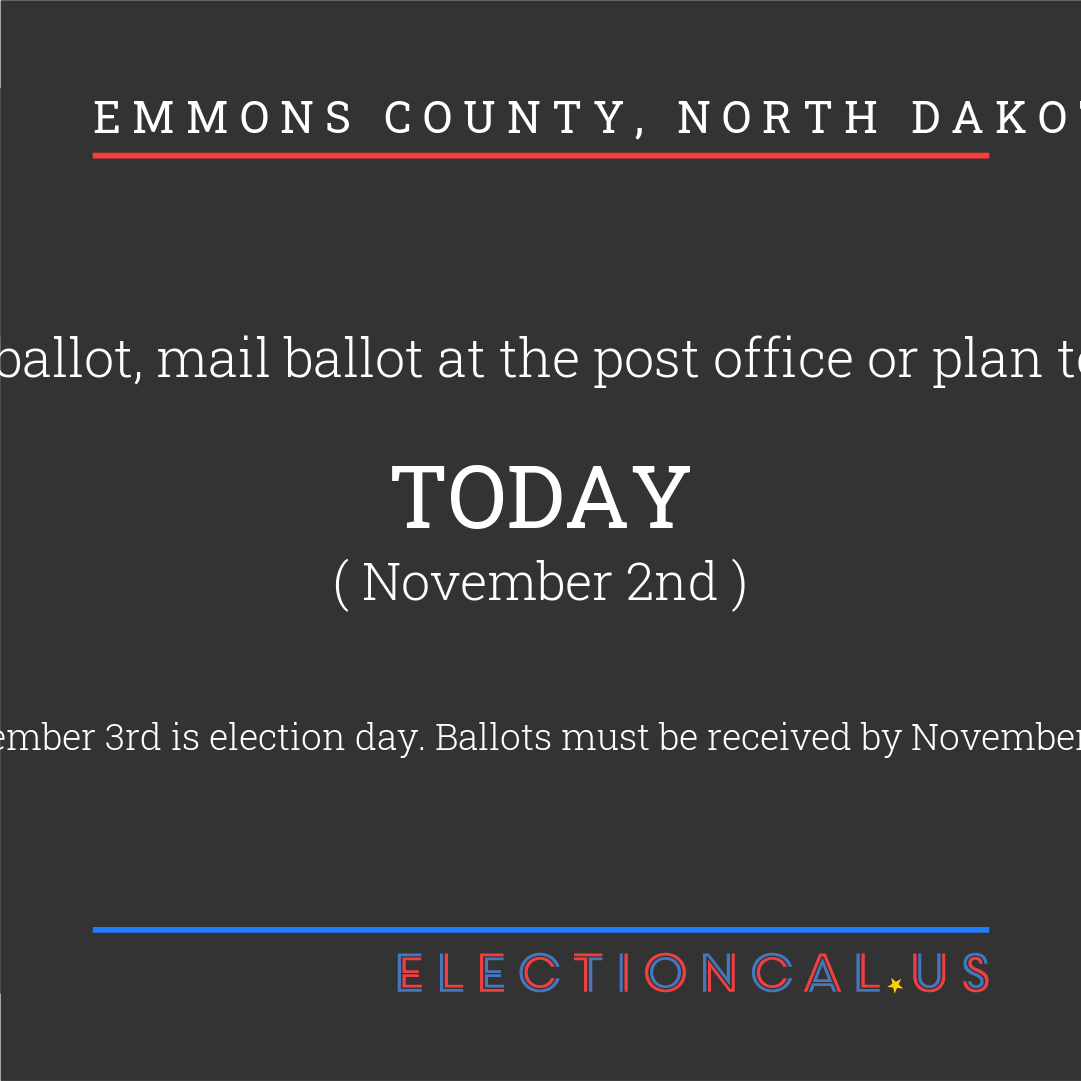 EMMONS COUNTY, NORTH DAKO
ballot, mail ballot at the post office or plan to
TODAY
( November 2nd )
ember 3rd is election day. Ballots must be received by November
ELECTIONCAL.US